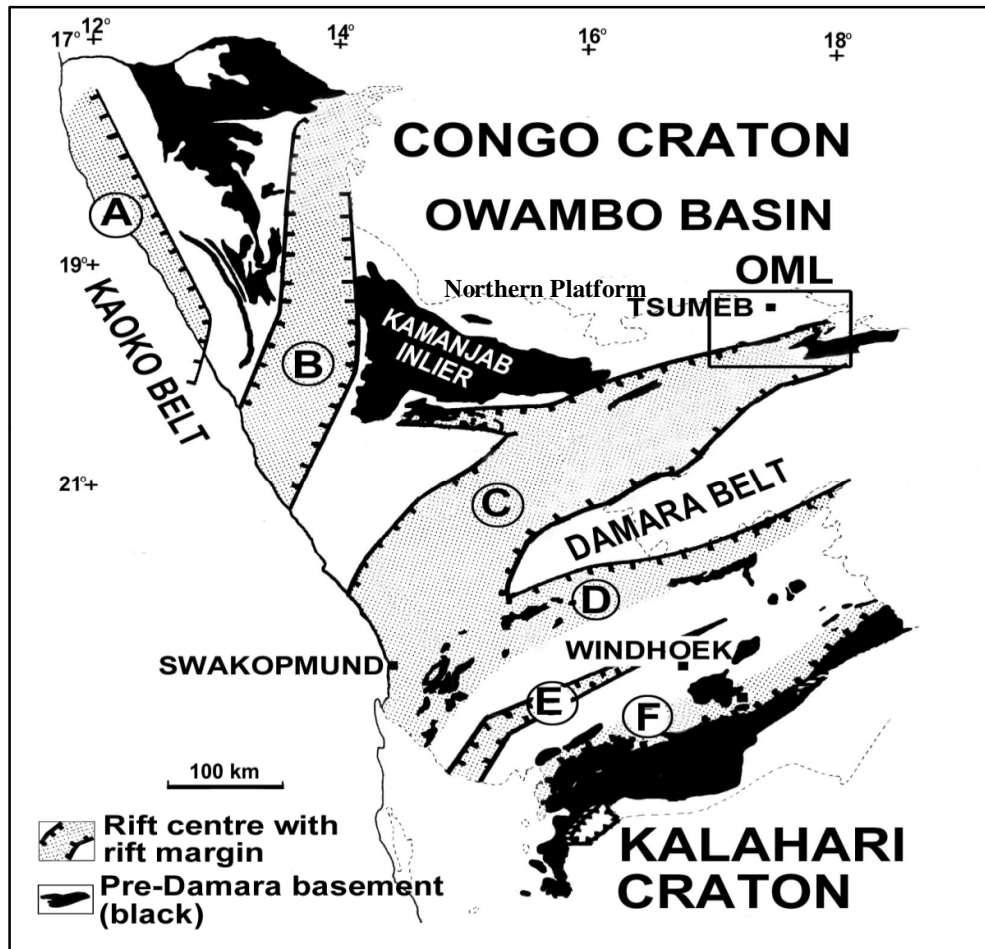 17° 12° 14° 16° 18°
CONGO CRATON
OWAMBO BASIN
A
19°
OML
Northern Platform
TSUMEB
KAOKO BELT
KAMANJAB
INLIER
B
21°
C
DAMARA BELT
D
SWAKOPMUND
WINDHOEK
E
F
100 km
Rift centre with
rift margin
Pre-Damara basement
(black)
KALAHARI
CRATON